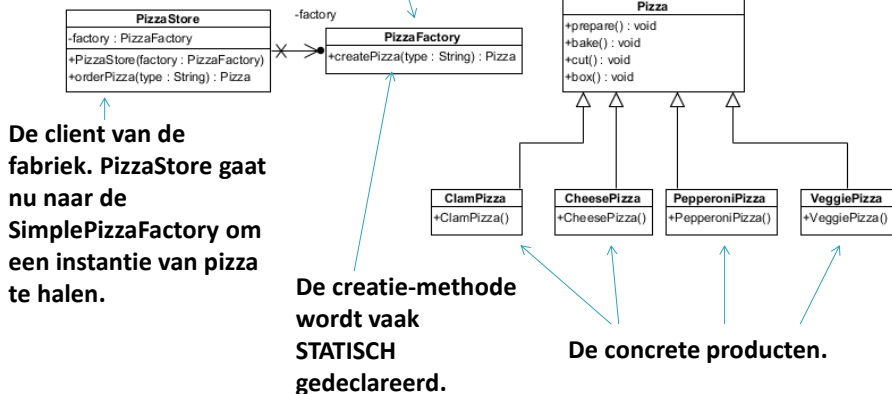 PizzaStore
-factory : PizzaFactory
+PizzaStore(factory : PizzaFactory)
+orderPizza(type : String) : Pizza
-factory
PizzaFactory
+createPizza(type : String) : Pizza
Pizza
+prepare() : void
+bake() : void
+cut() : void
+box() : void
ClamPizza
+ClamPizza()
CheesePizza
+CheesePizza()
PepperoniPizza
+PepperoniPizza()
VeggiePizza
+VeggiePizza()
De client van de
fabriek. PizzaStore gaat
nu naar de
SimplePizzaFactory om
een instantie van pizza
te halen.
De creatie-methode
wordt vaak
STATISCH
gedeclareerd.
De concrete producten.